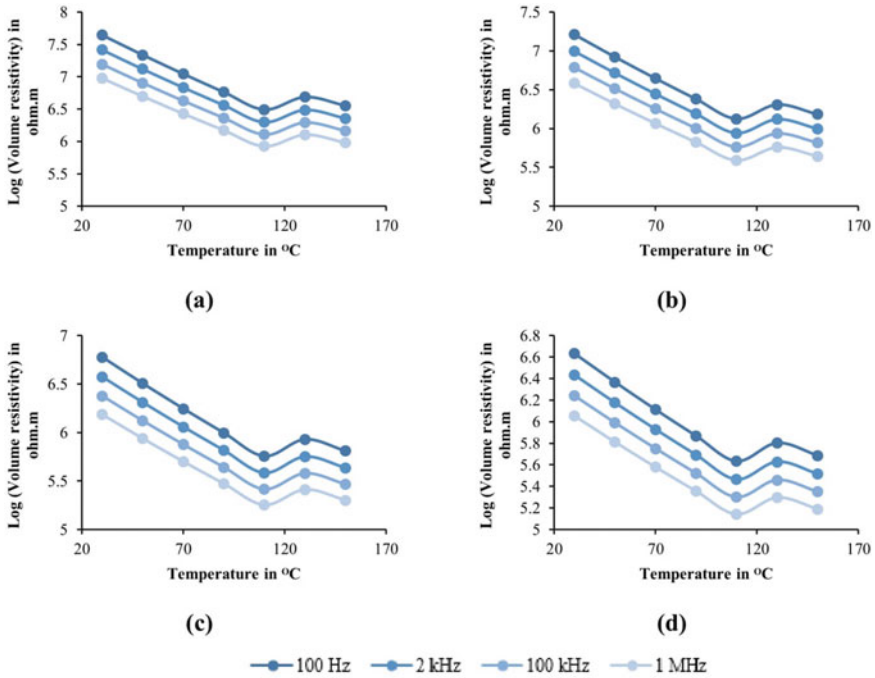 8
7.5
7
6.5
6
5.5
5
20 70 120 170
Log (Volume resistivity) in
ohm.m
Temperature in ᴼC
(a)
7.5
7
6.5
6
5.5
5
20 70 120 170
Log (Volume resistivity) in
ohm.m
Temperature in ᴼC
(b)
7
6.5
6
5.5
5
20 70 120 170
Log (Volume resistivity) in
ohm.m
Temperature in ᴼC
(c)
6.8
6.6
6.4
6.2
6
5.8
5.6
5.4
5.2
5
20 70 120 170
Log (Volume resistivity) in
ohm.m
Temperature in ᴼC
(d)
100 Hz 2 kHz 100 kHz 1 MHz